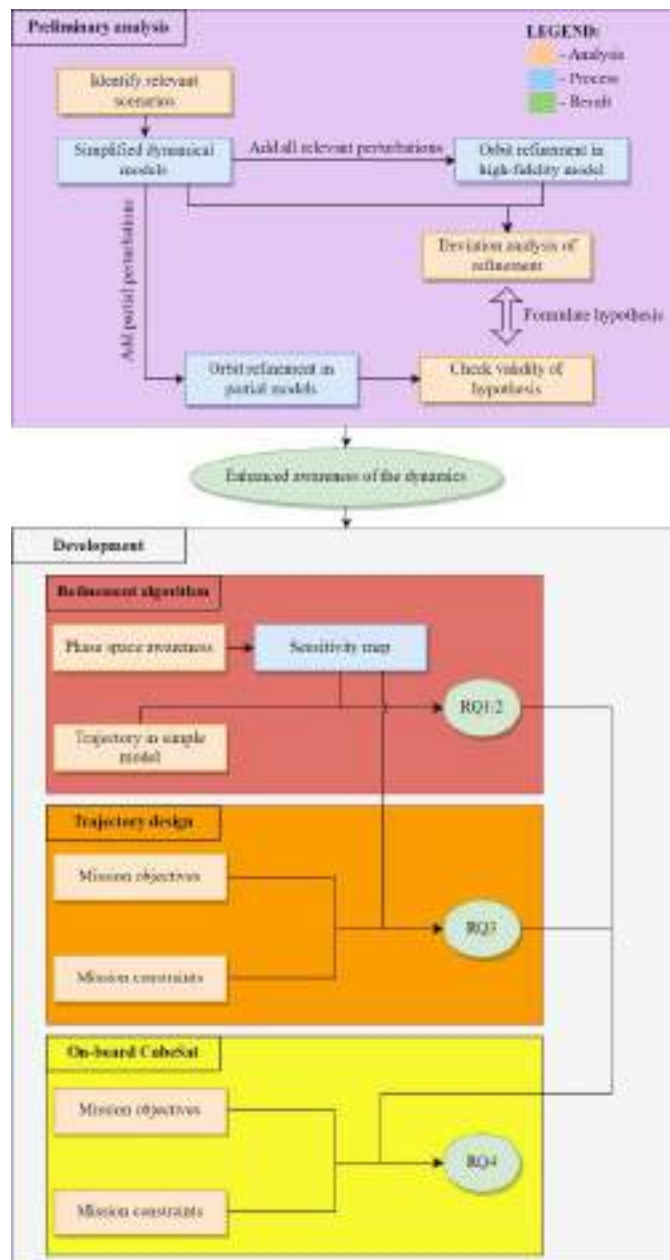 Preliminary analysis
LEGEND:
- Analysis
- Process
- Result
Identify relevant
scenarios
Simplified dynamical
models
Add all relevant perturbations
Orbit refinement in
high-fidelity model
Add partial perturbations
Deviation analysis of
refinement
Formulate hypothesis
Orbit refinement in
partial models
Check validity of
hypothesis
Enhanced awareness of the dynamics
Development
Refinement algorithm
Phase space awareness
Sensitivity map
RQ1/2
Trajectory in simple
model
Trajectory design
Mission objectives
RQ3
Mission constraints
On-board CubeSat
Mission objectives
RQ4
Mission constraints